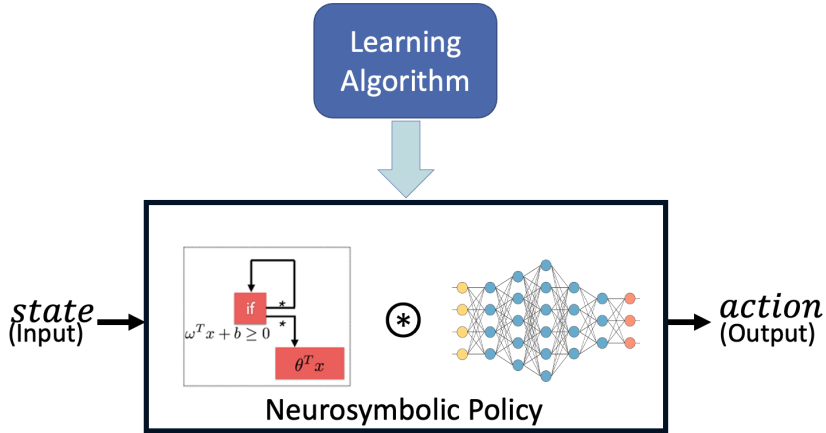 Learning
Algorithm
state
(Input)
if
*
*
ω^T x + b ≥ 0
θ^T x
*
action
(Output)
Neurosymbolic Policy